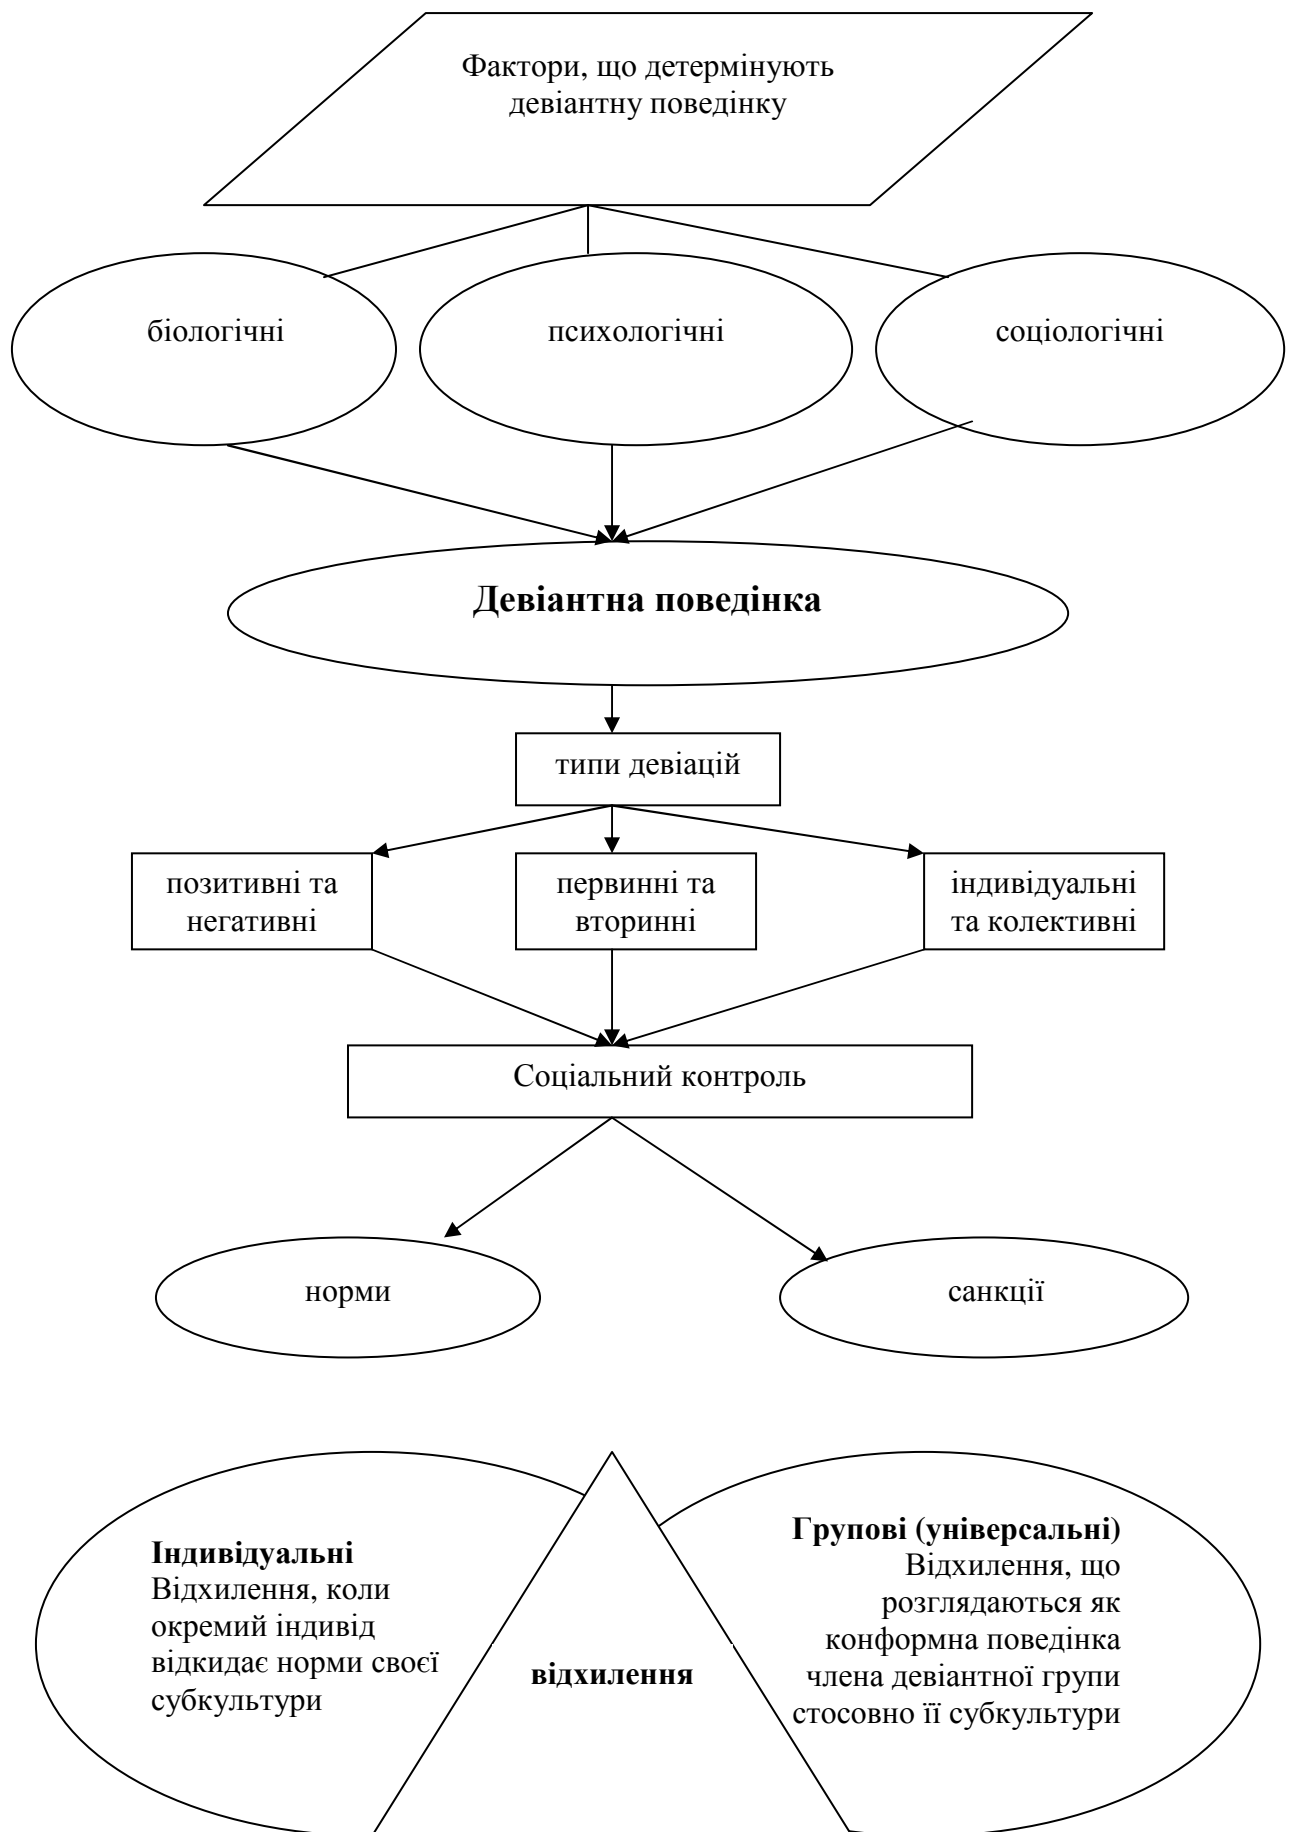 Фактори, що детермінують
девіантну поведінку
біологічні
психологічні
соціологічні
Девіантна поведінка
типи девіацій
позитивні та
негативні
первинні та
вторинні
індивідуальні
та колективні
Соціальний контроль
норми
санкції
Індивідуальні
Відхилення, коли
окремий індивід
відкидає норми своєї
субкультури
відхилення
Групові (універсальні)
Відхилення, що
розглядаються як
конформна поведінка
члена девіантної групи
стосовно її субкультури